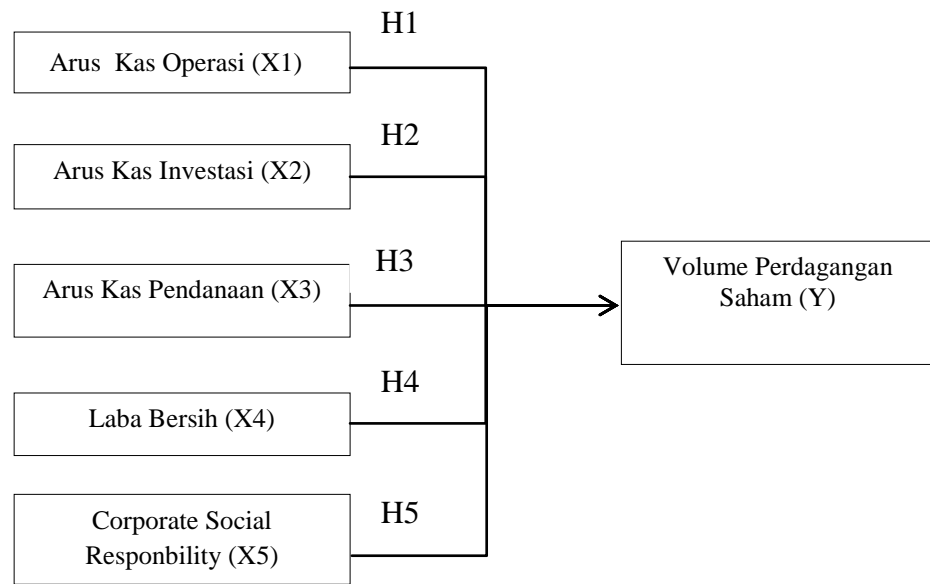 H1
Arus Kas Operasi (X1)
H2
Arus Kas Investasi (X2)
H3
Arus Kas Pendanaan (X3)
Volume Perdagangan
Saham (Y)
H4
Laba Bersih (X4)
H5
Corporate Social
Responbility (X5)